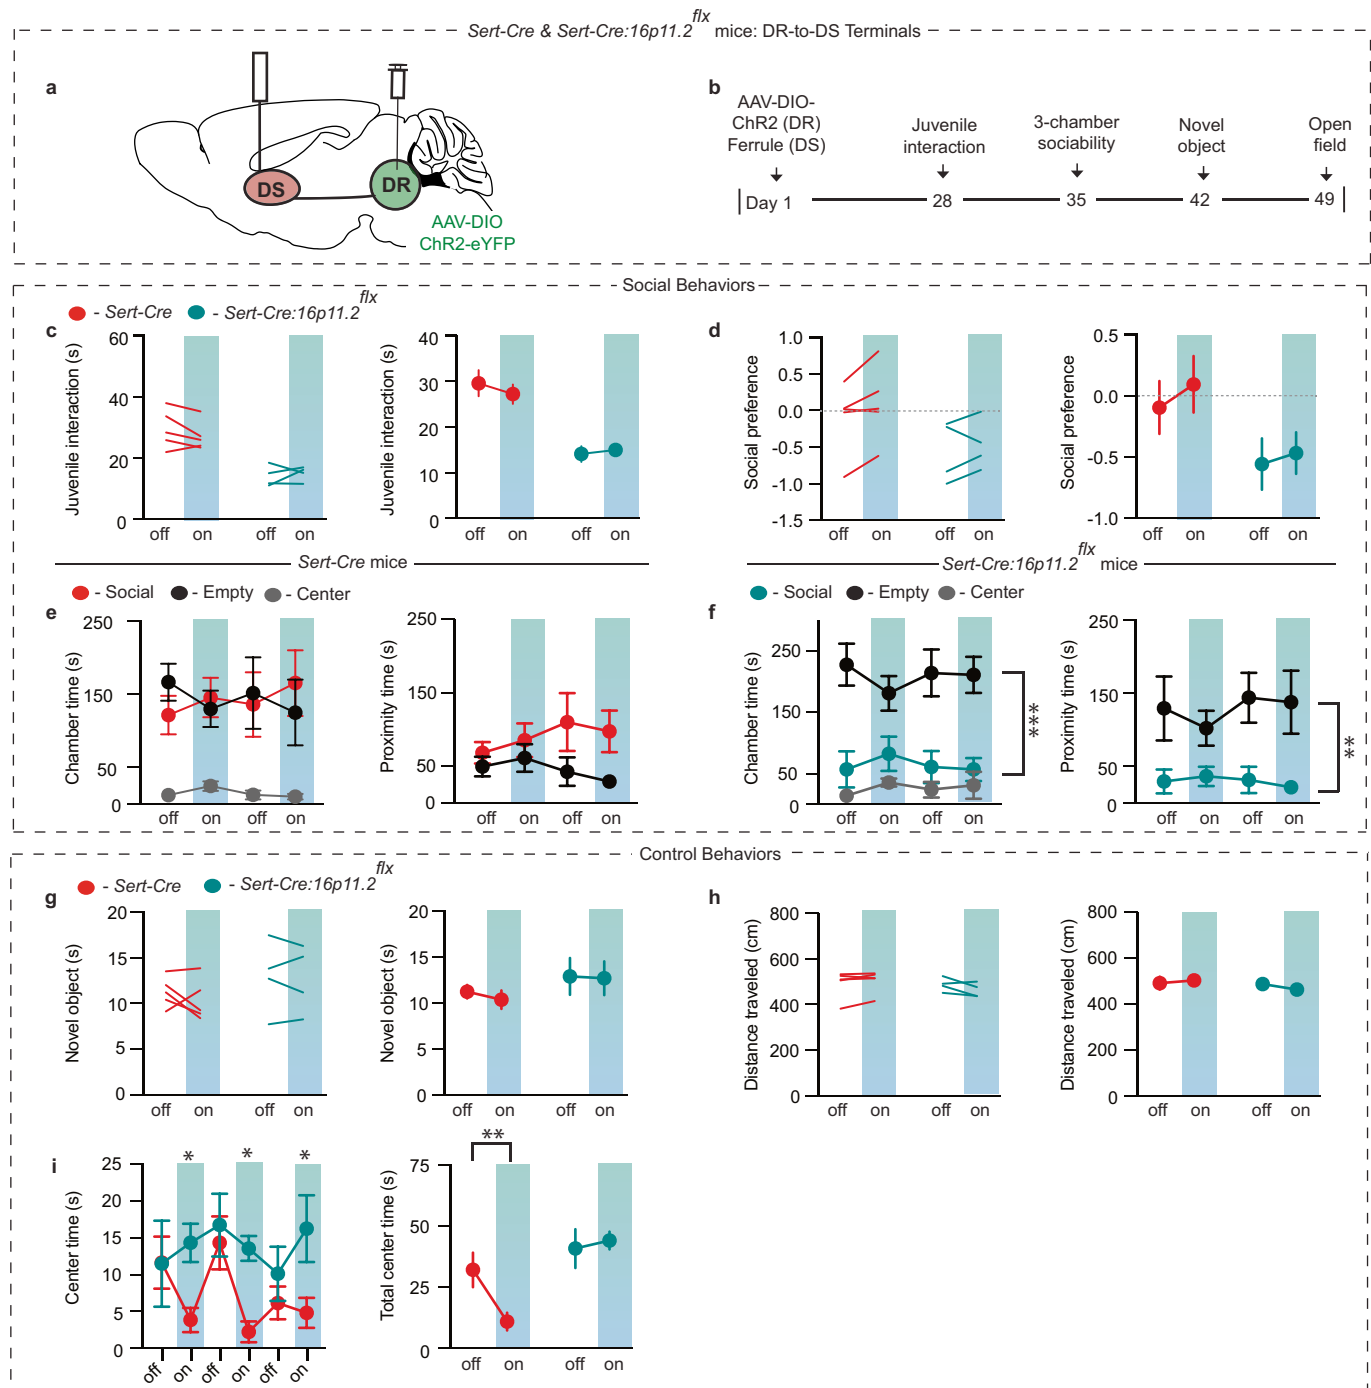 Sert-Cre & Sert-Cre:16p11.2flx mice: DR-to-DS Terminals
a
DS
DR
AAV-DIO
ChR2-eYFP
b
AAV-DIO-
ChR2 (DR)
Ferrule (DS)
Juvenile
interaction
3-chamber
sociability
Novel
object
Open
field
Day 1
28
35
42
49
Social Behaviors
- Sert-Cre
- Sert-Cre:16p11.2flx
c
Juvenile interaction (s)
60
40
20
0
off on off on
Juvenile interaction (s)
40
30
20
10
0
off on off on
d
Social preference
1.0
0.5
0.0
-0.5
-1.0
-1.5
off on off on
Social preference
0.5
0.0
-0.5
-1.0
off on off on
Sert-Cre mice
- Social - Empty - Center
e
Chamber time (s)
250
150
50
0
off on off on
Proximity time (s)
250
150
50
0
off on off on
Sert-Cre:16p11.2flx mice
- Social - Empty - Center
f
Chamber time (s)
250
150
50
0
off on off on
***
Proximity time (s)
250
150
50
0
off on off on
**
Control Behaviors
- Sert-Cre
- Sert-Cre:16p11.2flx
g
Novel object (s)
20
15
10
5
0
off on off on
Novel object (s)
20
15
10
5
0
off on off on
h
Distance traveled (cm)
800
600
400
200
0
off on off on
Distance traveled (cm)
800
600
400
200
0
off on off on
i
Center time (s)
25
20
15
10
5
0
* * *
off on off on off on
Total center time (s)
75
50
25
0
**
off on off on